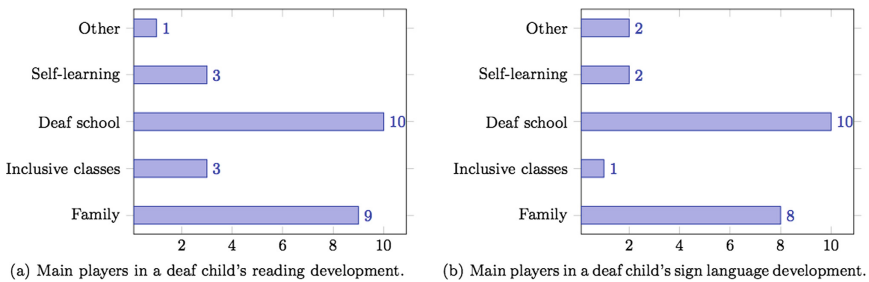 Other 1
Self-learning 3
Deaf school 10
Inclusive classes 3
Family 9
2 4 6 8 10
(a) Main players in a deaf child's reading development.
Other 2
Self-learning 2
Deaf school 10
Inclusive classes 1
Family 8
2 4 6 8 10
(b) Main players in a deaf child's sign language development.